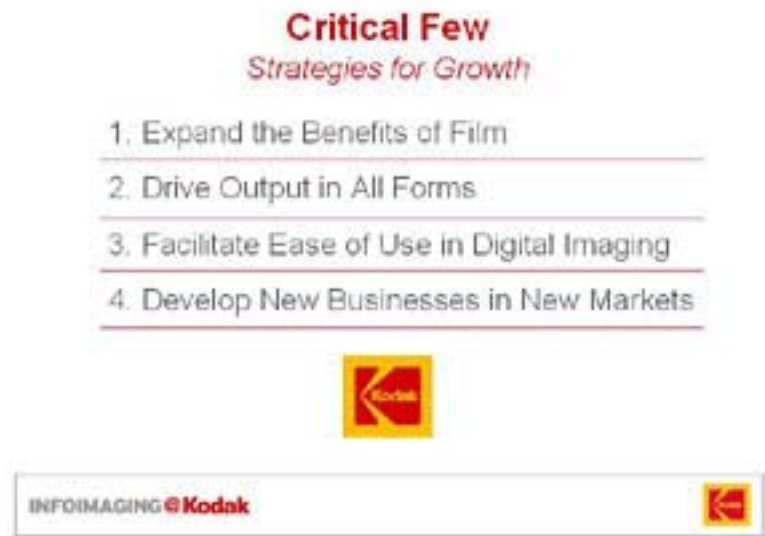 Critical Few
Strategies for Growth
1. Expand the Benefits of Film
2. Drive Output in All Forms
3. Facilitate Ease of Use in Digital Imaging
4. Develop New Businesses in New Markets
Kodak
INFOIMAGING@Kodak
Kodak